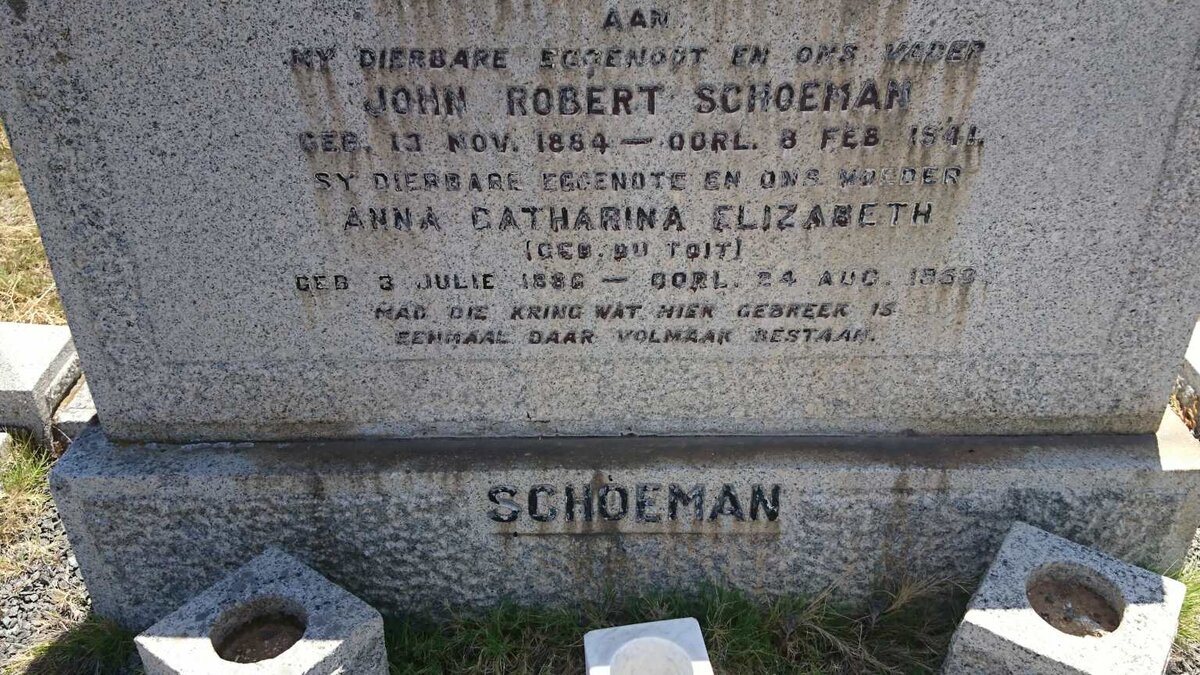 AAN
MY DIERBARE EGGENOOT EN ONS VADER
JOHN ROBERT SCHOEMAN
GEB. 13 NOV. 1884 — OORL. 8 FEB. 1941.
SY DIERBARE EGGENOTE EN ONS MOEDER
ANNA CATHARINA ELIZABETH
(GEB. DU TOIT)
GEB. 3 JULIE 1886 — OORL. 24 AUG.
MAG DIE KRING WAT HIER GEBREEK IS
EENMAAL DAAR VOLMAAK BESTAAN.
SCHOEMAN